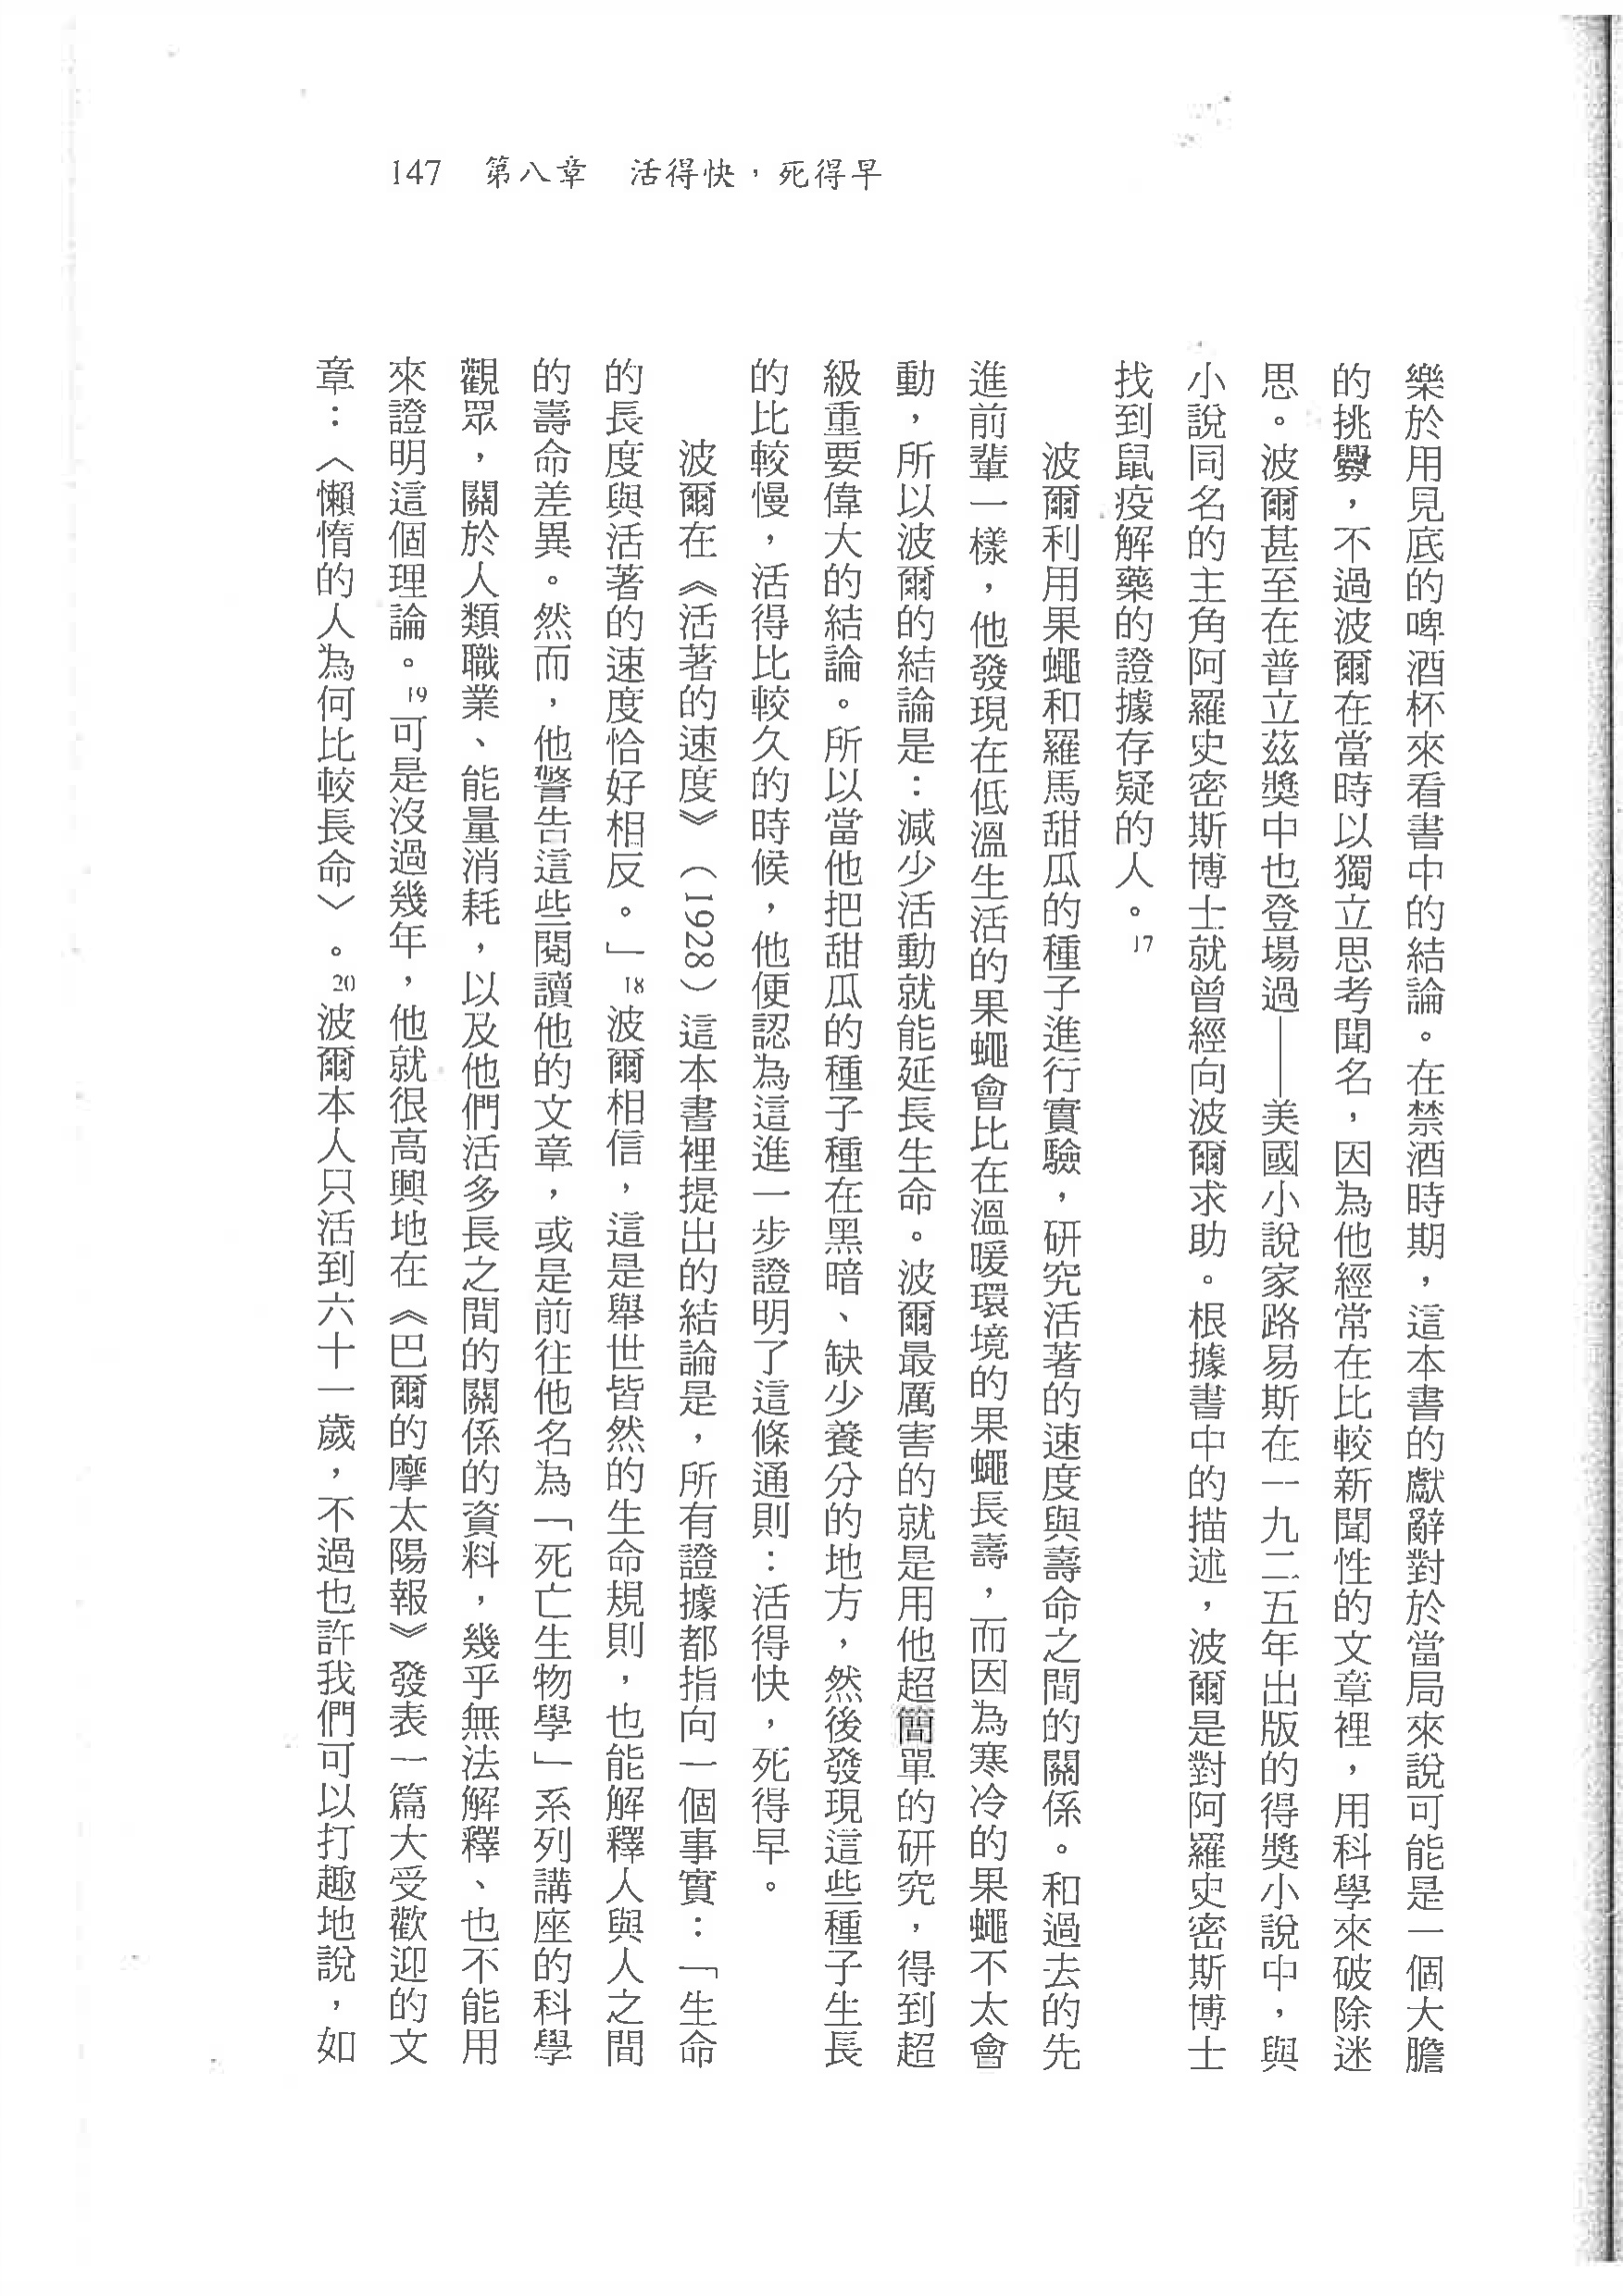 147　第八章　活得快，死得早
樂於用見底的啤酒杯來看書中的結論。在禁酒時期，這本書的獻辭對於當局來說可能是一個大膽
的挑釁，不過波爾在當時以獨立思考聞名，因為他經常在比較新聞性的文章裡，用科學來破除迷
思。波爾甚至在普立茲獎中也登場過——美國小說家路易斯在一九二五年出版的得獎小說中，與
小說同名的主角阿羅史密斯博士就曾經向波爾求助。根據書中的描述，波爾是對阿羅史密斯博士
找到鼠疫解藥的證據存疑的人。17
波爾利用果蠅和羅馬甜瓜的種子進行實驗，研究活著的速度與壽命之間的關係。和過去的先
進前輩一樣，他發現在低溫生活的果蠅會比在溫暖環境的果蠅長壽，而因為寒冷的果蠅不太會
動，所以波爾的結論是：減少活動就能延長生命。波爾最厲害的就是用他超簡單的研究，得到超
級重要偉大的結論。所以當他把甜瓜的種子種在黑暗、缺少養分的地方，然後發現這些種子生長
的比較慢，活得比較久的時候，他便認為這進一步證明了這條通則：活得快，死得早。
波爾在《活著的速度》（1928）這本書裡提出的結論是，所有證據都指向一個事實：「生命
的長度與活著的速度恰好相反。」18波爾相信，這是舉世皆然的生命規則，也能解釋人與人之間
的壽命差異。然而，他警告這些閱讀他的文章，或是前往他名為「死亡生物學」系列講座的科學
觀眾，關於人類職業、能量消耗，以及他們活多長之間的關係的資料，幾乎無法解釋、也不能用
來證明這個理論。19可是沒過幾年，他就很高興地在《巴爾的摩太陽報》發表一篇大受歡迎的文
章：〈懶惰的人為何比較長命〉。20波爾本人只活到六十一歲，不過也許我們可以打趣地說，如